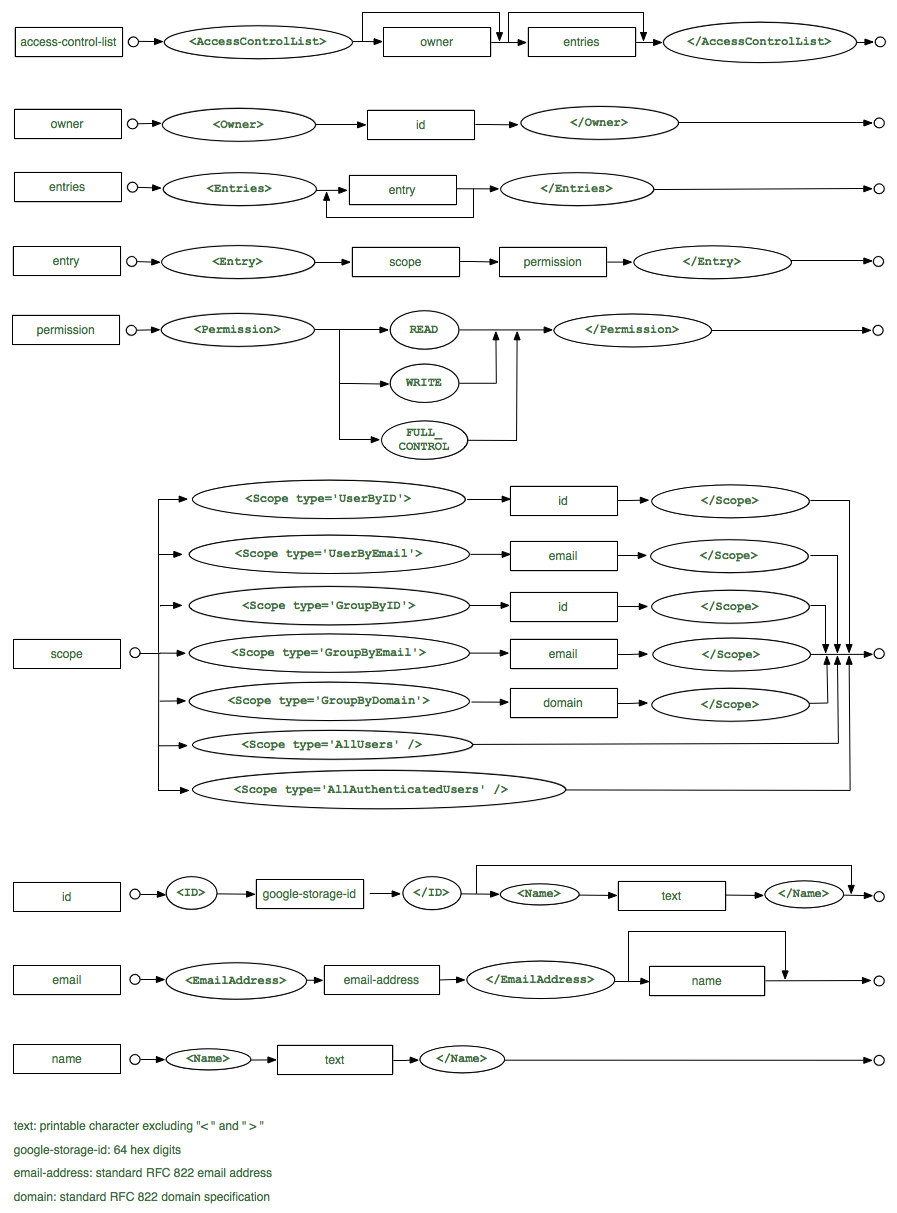 access-control-list <AccessControlList> owner entries </AccessControlList>
owner <Owner> id </Owner>
entries <Entries> entry </Entries>
entry <Entry> scope permission </Entry>
permission <Permission> READ </Permission>
WRITE
FULL_
CONTROL
<Scope type='UserByID'> id </Scope>
<Scope type='UserByEmail'> email </Scope>
<Scope type='GroupByID'> id </Scope>
scope <Scope type='GroupByEmail'> email </Scope>
<Scope type='GroupByDomain'> domain </Scope>
<Scope type='AllUsers' />
<Scope type='AllAuthenticatedUsers' />
id <ID> google-storage-id </ID> <Name> text </Name>
email <EmailAddress> email-address </EmailAddress> name
name <Name> text </Name>
text: printable character excluding "< " and " > "
google-storage-id: 64 hex digits
email-address: standard RFC 822 email address
domain: standard RFC 822 domain specification